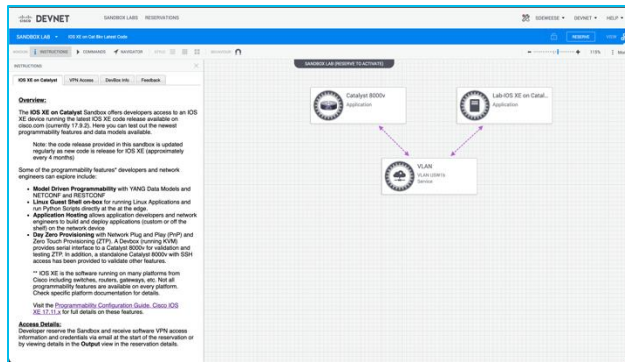 CISCO DEVNET SANDBOX LABS RESERVATIONS SDEWEESE DEVNET HELP
SANDBOX LAB IOS XE on Cat 8kv Latest Code RESERVE VIEW
INSTRUCTIONS COMMANDS NAVIGATOR 110%
INSTRUCTIONS
IOS XE on Catalyst VPN Access DevBox Info Feedback
Overview:
The IOS XE on Catalyst Sandbox offers developers access to an IOS
XE device running the latest IOS XE code release available on
cisco.com (currently 17.9.2). Here you can test out the newest
programmability features and data models available.
Note: the code release provided in this sandbox is updated
regularly as new code is release for IOS XE (approximately
every 4 months)
Some of the programmability features* developers and network
engineers can explore include:
• Model Driven Programmability with YANG Data Models and
NETCONF and RESTCONF
• Linux Guest Shell on-box for running Linux Applications and
run Python Scripts directly at the at the edge.
• Application Hosting allows application developers and network
engineers to build and deploy applications (custom or off the
shelf) on the network device
• Day Zero Provisioning with Network Plug and Play (PnP) and
Zero Touch Provisioning (ZTP). A Devbox (running KVM)
provides serial interface to a Catalyst 8000v for validation and
testing ZTP. In addition, a standalone Catalyst 8000v with SSH
access has been provided to validate other features.
** IOS XE is the software running on many platforms from
Cisco including switches, routers, gateways, etc. Not all
programmability features are available on every platform.
Check specific platform documentation for details.
Visit the Programmability Configuration Guide, Cisco IOS
XE 17.11.x for full details on these features.
Access Details:
Developer reserve the Sandbox and receive software VPN access
information and credentials via email at the start of the reservation or
by viewing details in the Output view in the reservation details.
SANDBOX LAB (RESERVE TO ACTIVATE)
Catalyst 8000v
Application
Lab-IOS XE on Catal...
Application
VLAN
Service